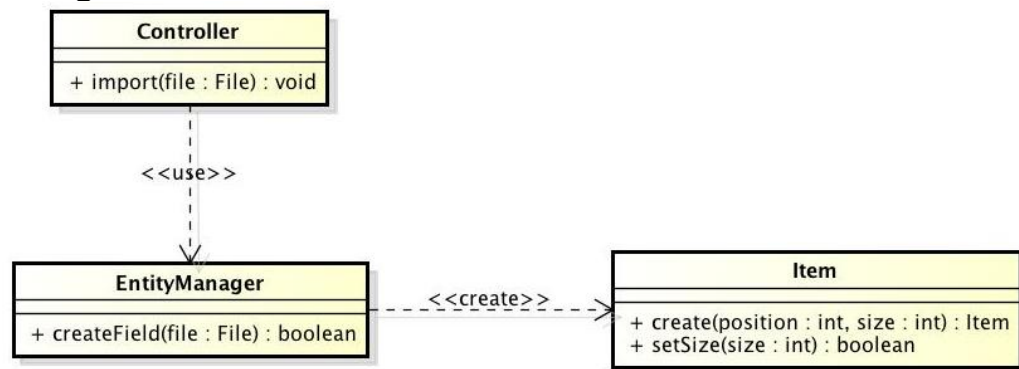 Controller
+ import(file : File) : void
<<use>>
EntityManager
+ createField(file : File) : boolean
<<create>>
Item
+ create(position : int, size : int) : Item
+ setSize(size : int) : boolean